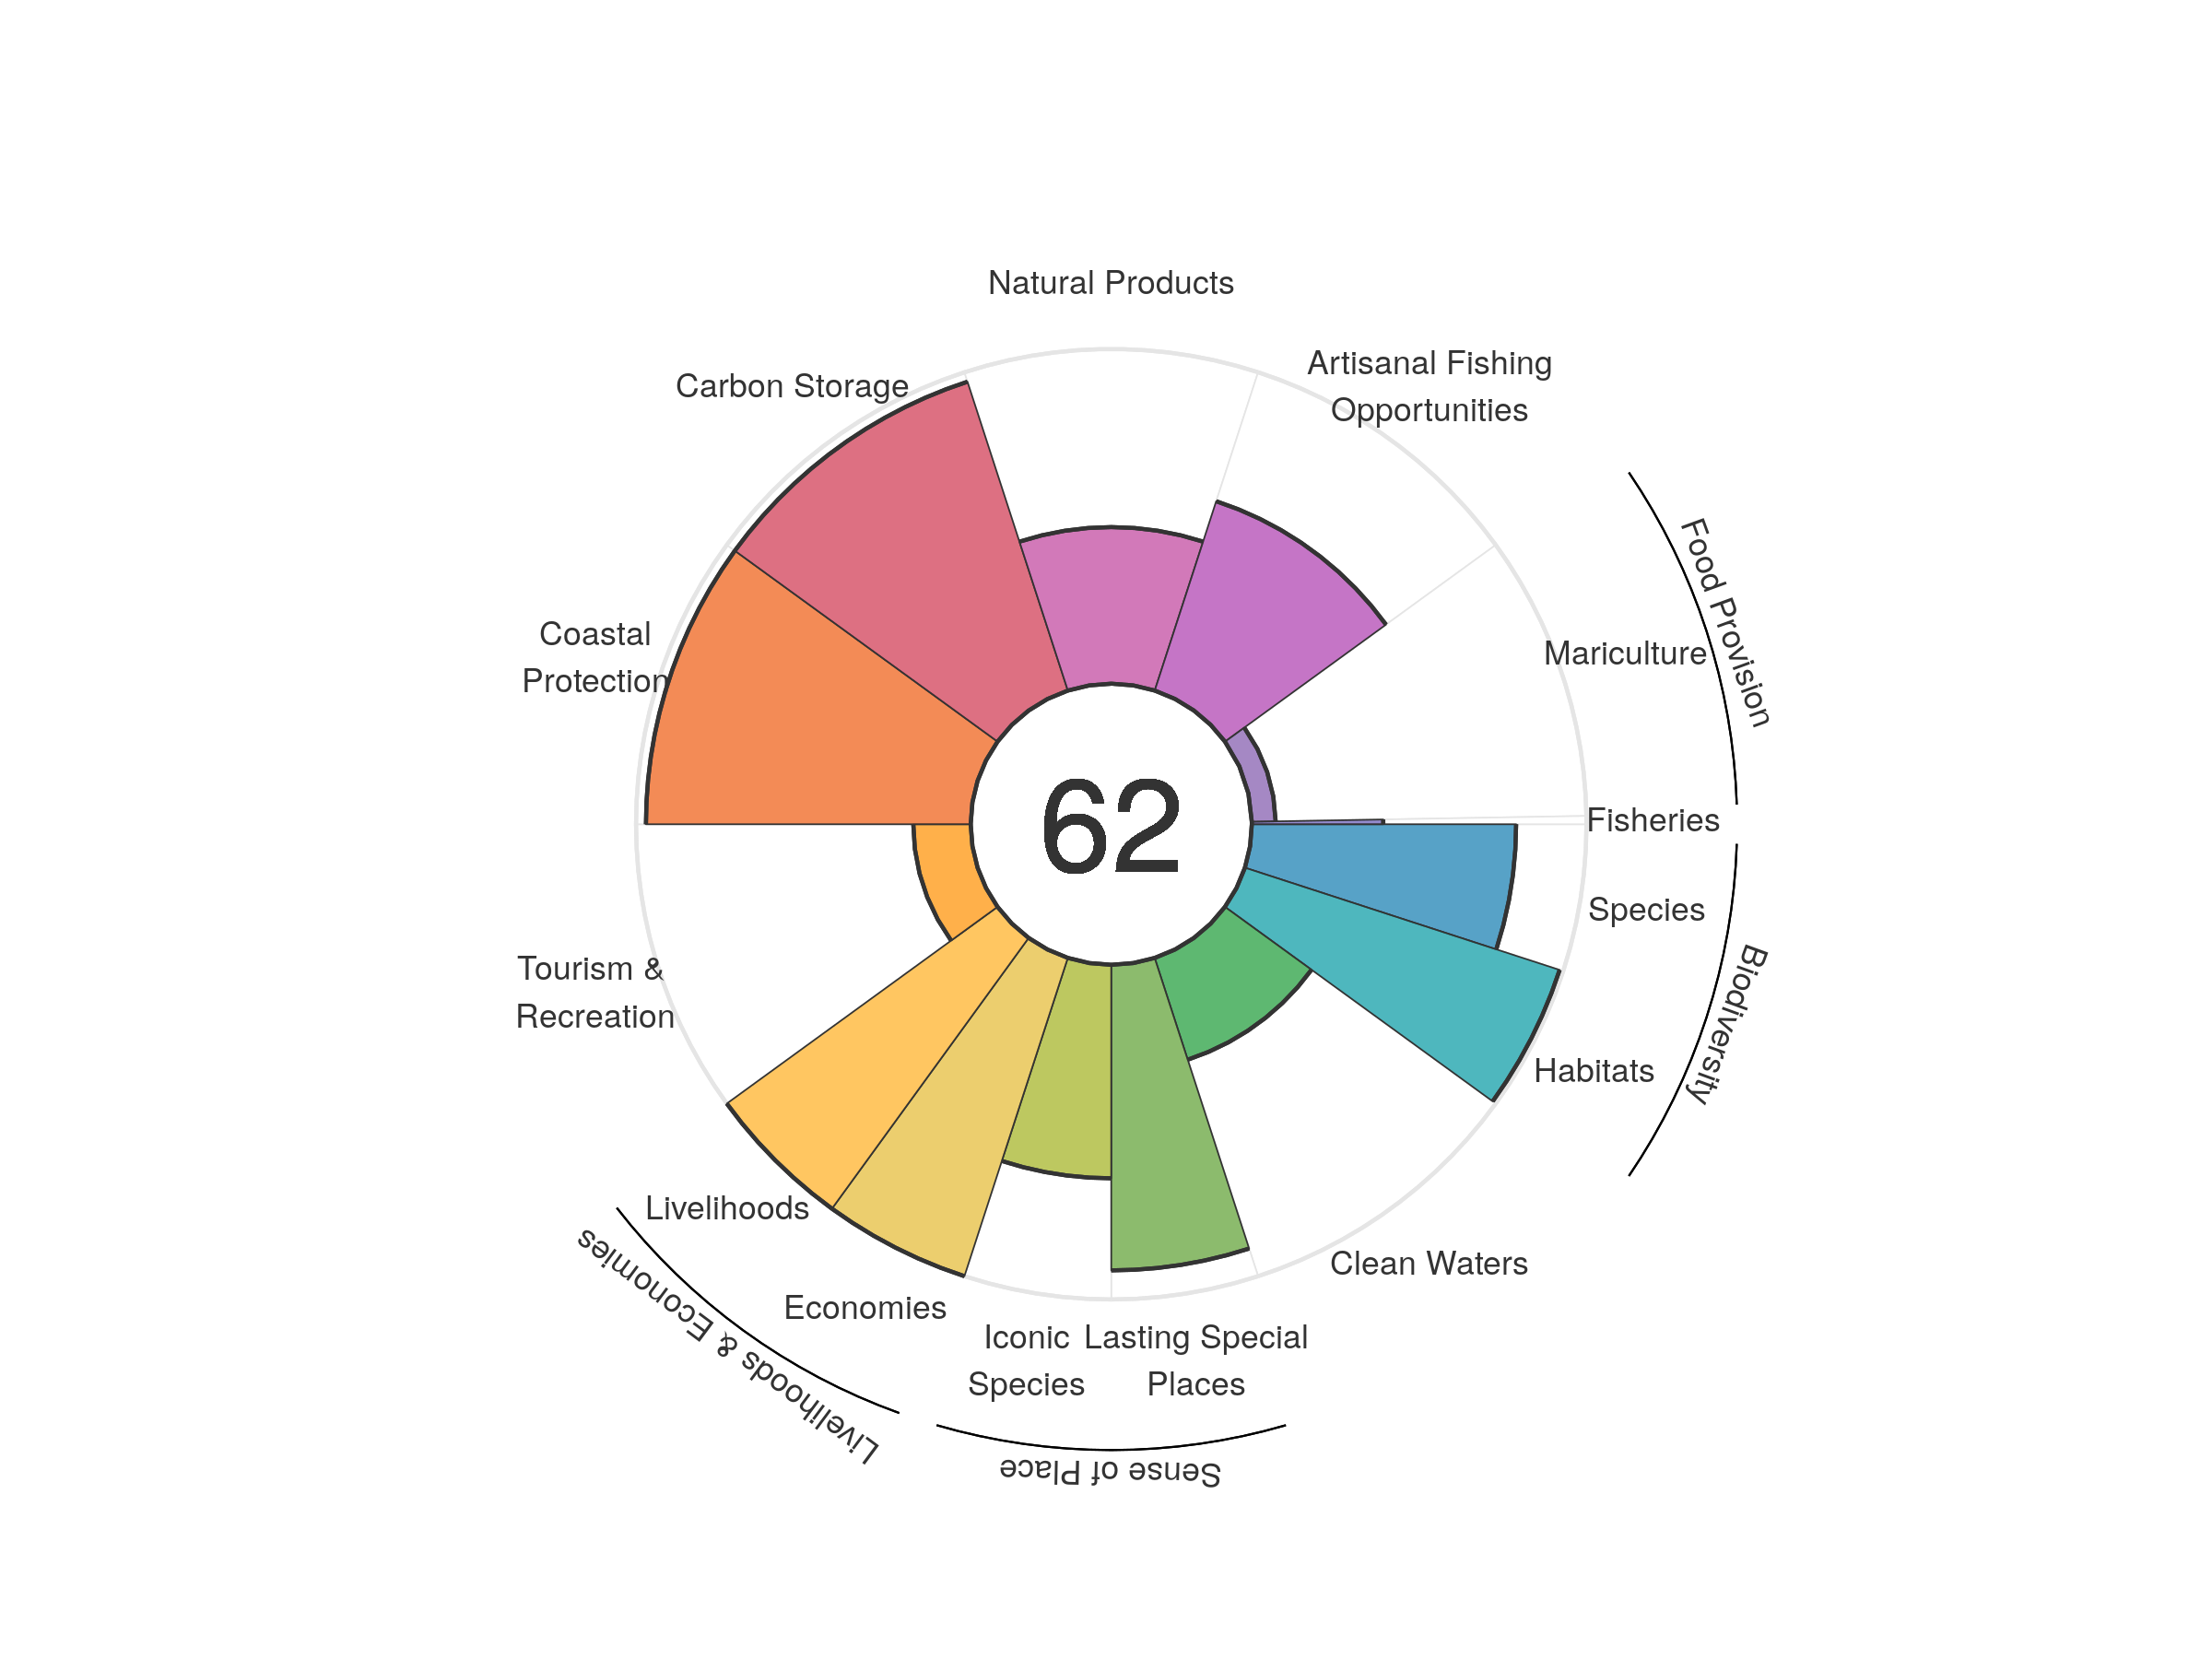 Natural Products
Artisanal Fishing
Opportunities
Carbon Storage
Food Provision
Coastal
Protection
Mariculture
62
Fisheries
Species
Biodiversity
Tourism &
Recreation
Habitats
Livelihoods
Clean Waters
Livelihoods & Economies
Economies
Iconic
Species
Lasting Special
Places
Sense of Place